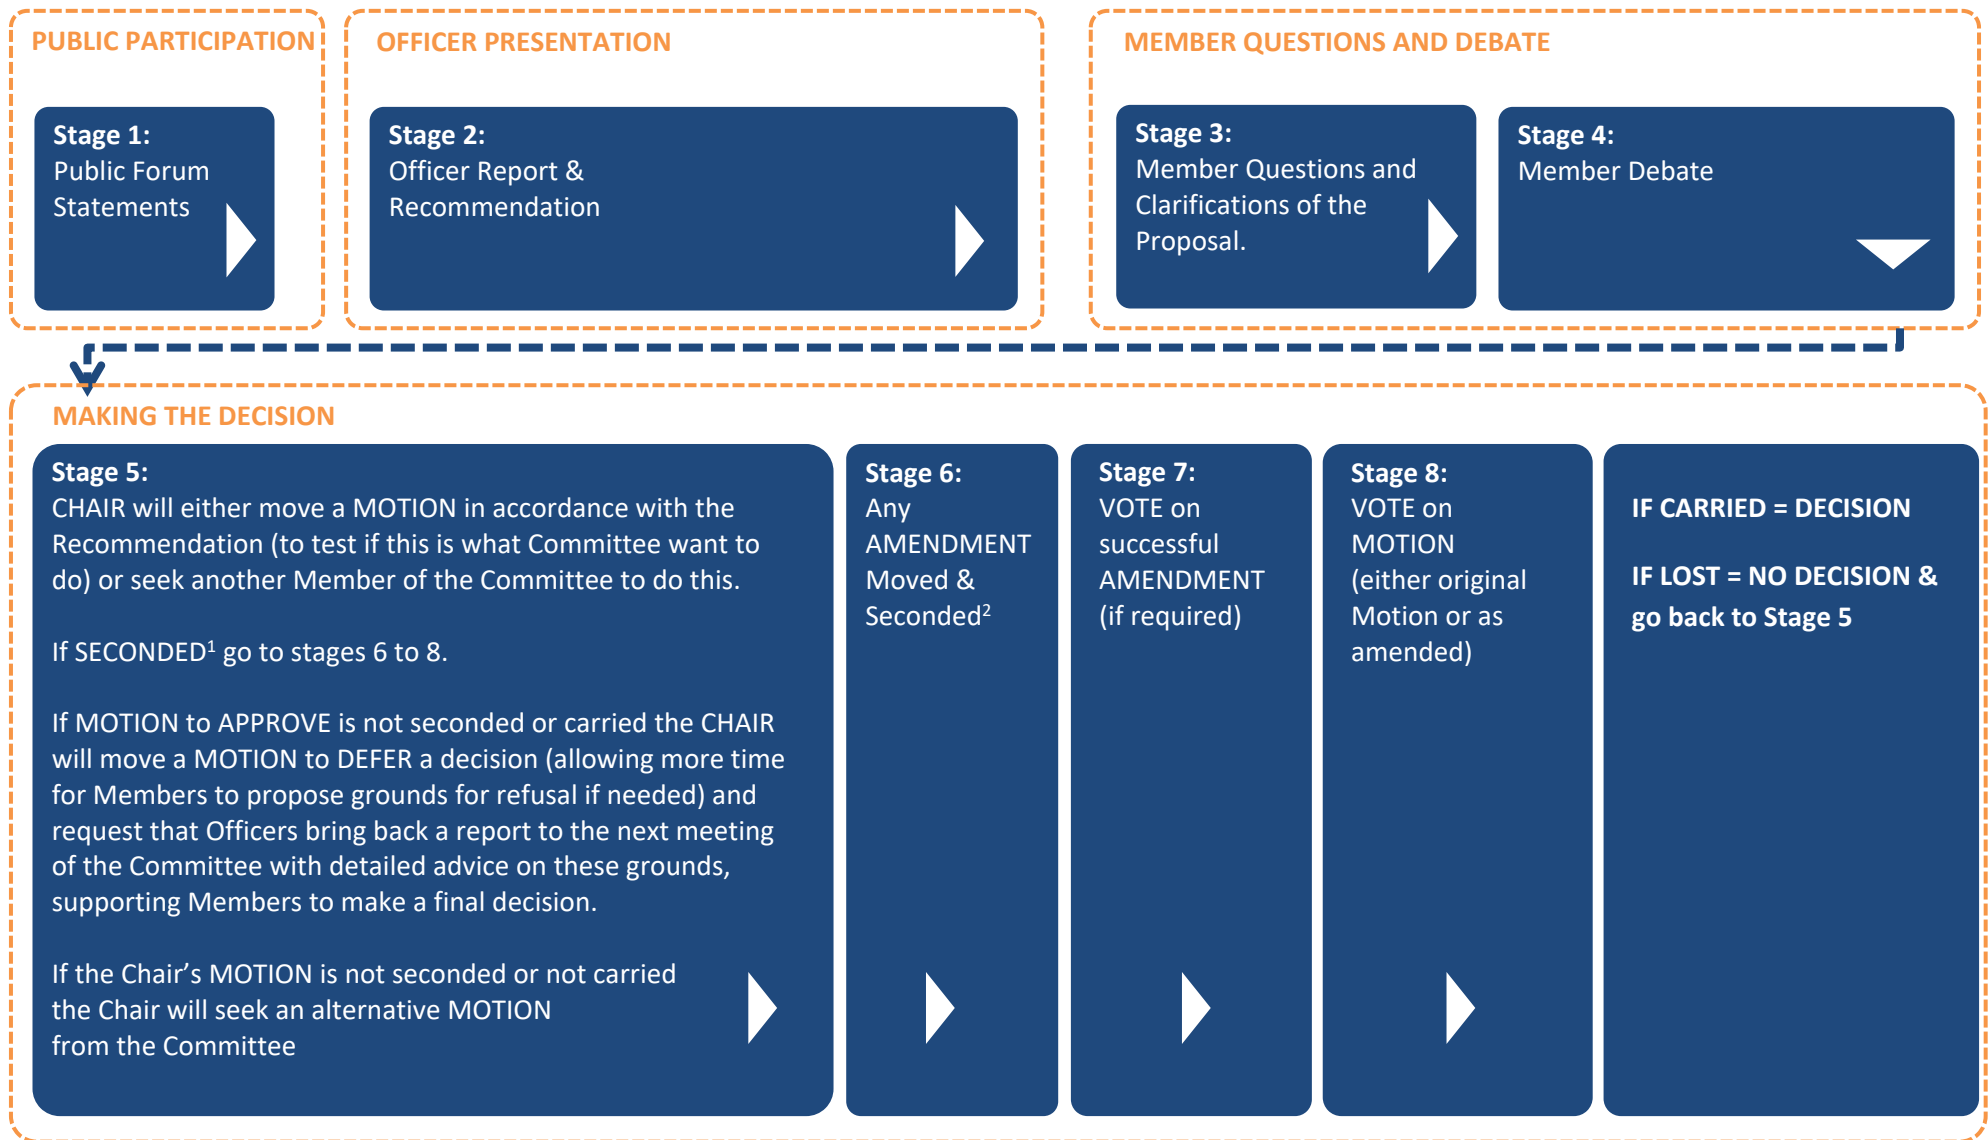 PUBLIC PARTICIPATION
Stage 1:
Public Forum
Statements
OFFICER PRESENTATION
Stage 2:
Officer Report &
Recommendation
MEMBER QUESTIONS AND DEBATE
Stage 3:
Member Questions and
Clarifications of the
Proposal.
Stage 4:
Member Debate
MAKING THE DECISION
Stage 5:
CHAIR will either move a MOTION in accordance with the
Recommendation (to test if this is what Committee want to
do) or seek another Member of the Committee to do this.
If SECONDED¹ go to stages 6 to 8.
If MOTION to APPROVE is not seconded or carried the CHAIR
will move a MOTION to DEFER a decision (allowing more time
for Members to propose grounds for refusal if needed) and
request that Officers bring back a report to the next meeting
of the Committee with detailed advice on these grounds,
supporting Members to make a final decision.
If the Chair’s MOTION is not seconded or not carried
the Chair will seek an alternative MOTION
from the Committee
Stage 6:
Any
AMENDMENT
Moved &
Seconded²
Stage 7:
VOTE on
successful
AMENDMENT
(if required)
Stage 8:
VOTE on
MOTION
(either original
Motion or as
amended)
IF CARRIED = DECISION
IF LOST = NO DECISION &
go back to Stage 5